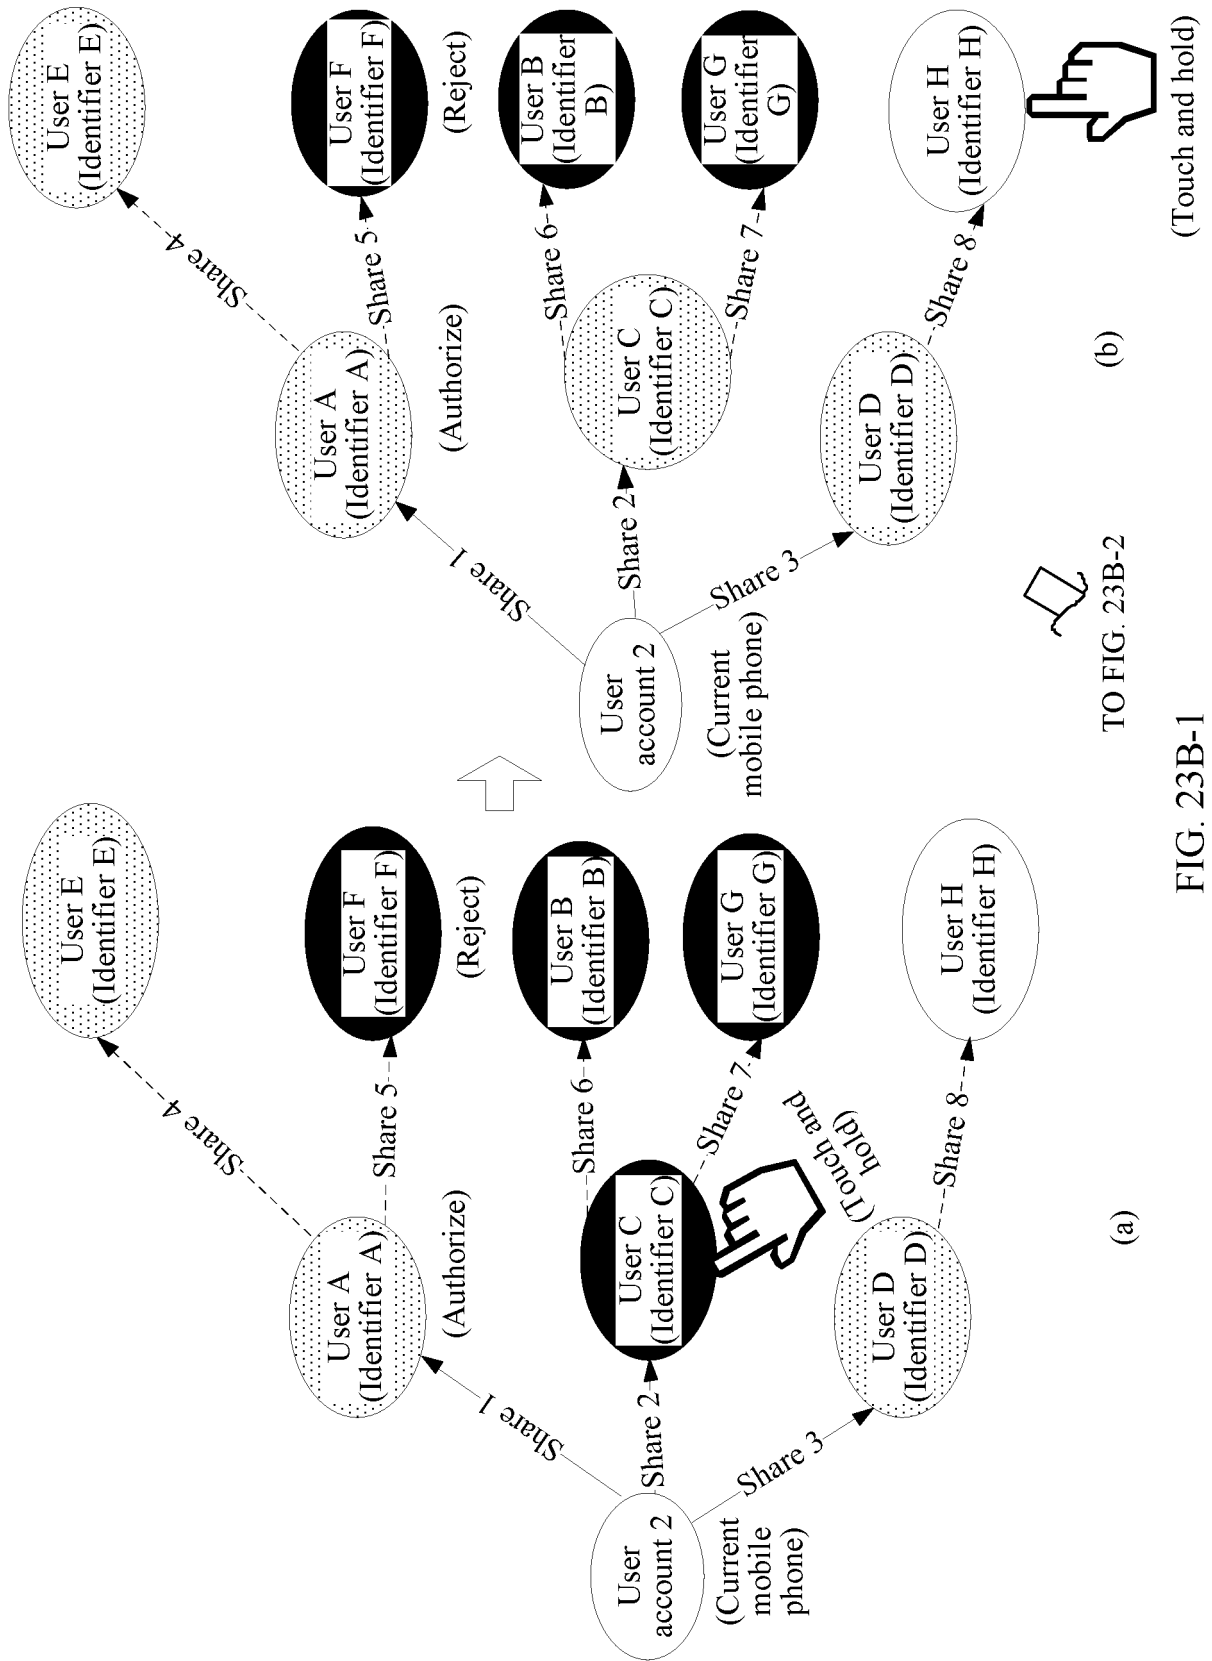 User E
(Identifier E)
Share 4
User A
(Identifier A)
(Authorize)
Share 5
User F
(Identifier F)
(Reject)
Share 1
User
account 2
(Current
mobile
phone)
Share 2
User C
(Identifier C)
(Touch and
hold)
Share 6
User B
(Identifier B)
Share 7
User G
(Identifier G)
Share 3
User D
(Identifier D)
Share 8
User H
(Identifier H)
(a)
User E
(Identifier E)
Share 4
User A
(Identifier A)
(Authorize)
Share 5
User F
(Identifier F)
(Reject)
Share 1
User
account 2
(Current
mobile phone)
Share 2
User C
(Identifier C)
Share 6
User B
(Identifier
B)
Share 7
User G
(Identifier
G)
Share 3
User D
(Identifier D)
Share 8
User H
(Identifier H)
(Touch and hold)
(b)
TO FIG. 23B-2
FIG. 23B-1